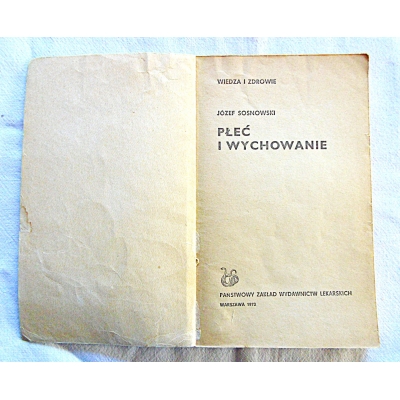 WIEDZA I ZDROWIE
JÓZEF SOSNOWSKI
PŁEĆ
I WYCHOWANIE
PAŃSTWOWY ZAKŁAD WYDAWNICTW LEKARSKICH
WARSZAWA 1973